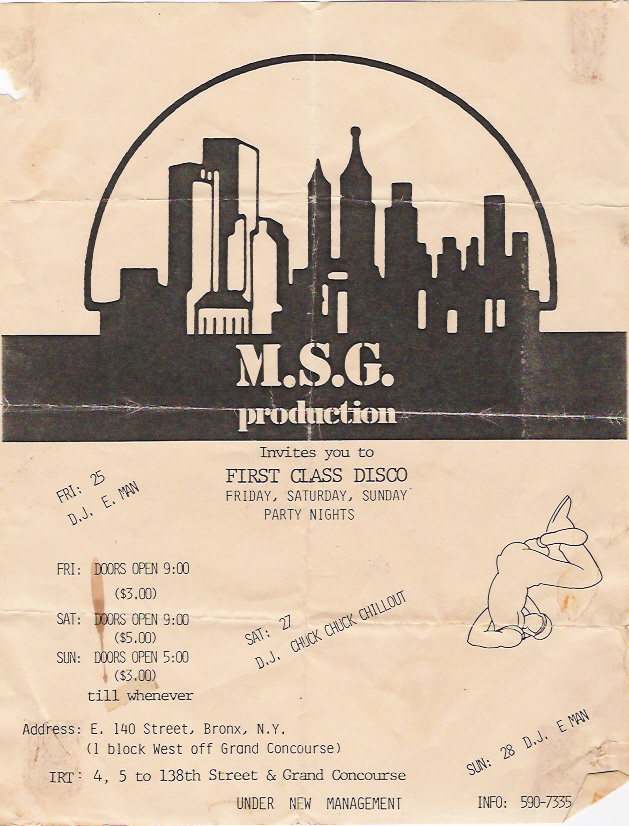 M.S.G.
production
Invites you to
FIRST CLASS DISCO
FRIDAY, SATURDAY, SUNDAY
PARTY NIGHTS
FRI: 25
D.J. E. MAN
FRI: DOORS OPEN 9:00
($3.00)
SAT: DOORS OPEN 9:00
($5.00)
SUN: DOORS OPEN 5:00
($3.00)
till whenever
SAT: 27
D.J. CHUCK CHUCK CHILLOUT
Address: E. 140 Street, Bronx, N.Y.
(1 block West off Grand Concourse)
IRT: 4, 5 to 138th Street & Grand Concourse
SUN: 28 D.J. E MAN
UNDER NEW MANAGEMENT
INFO: 590-7335